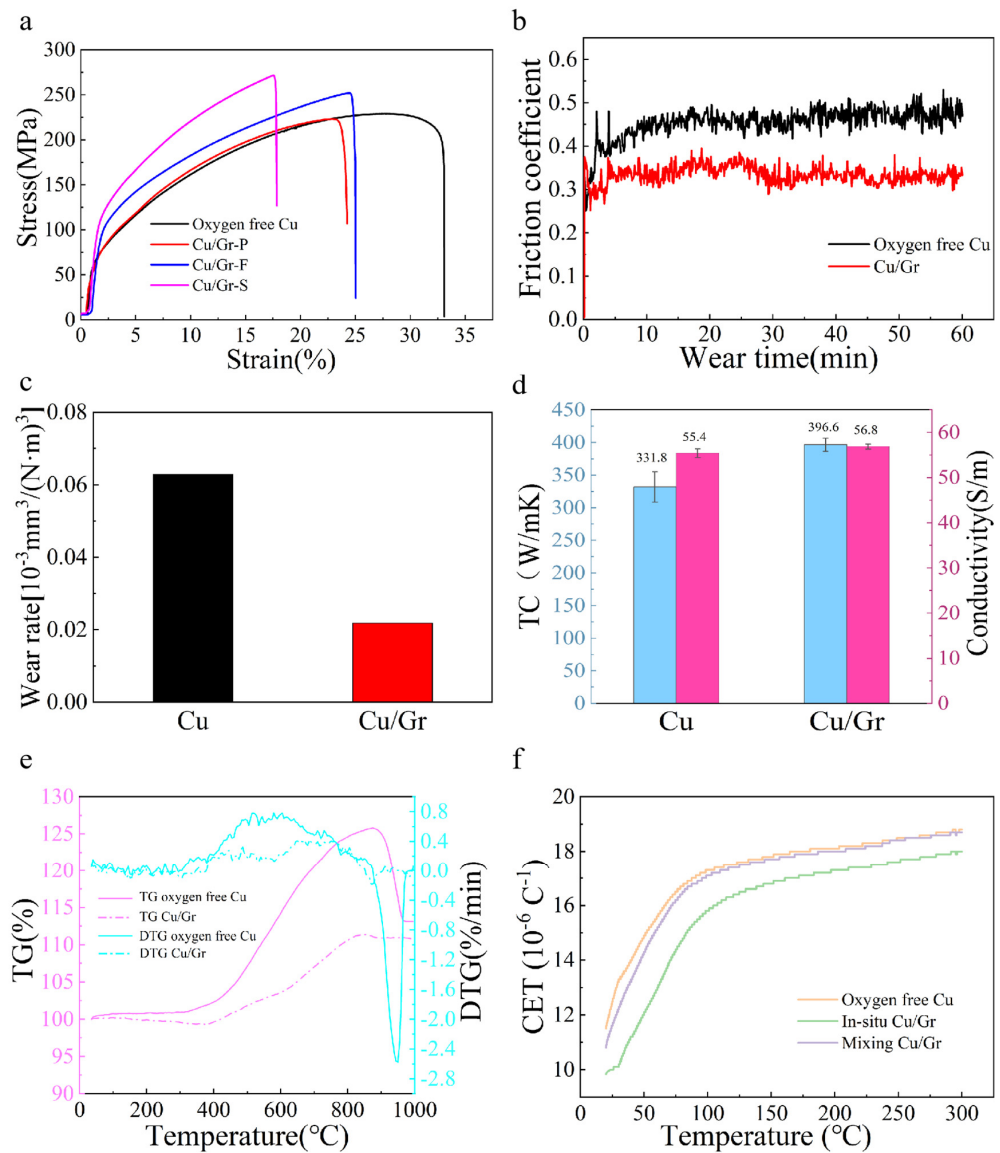 a
300
250
200
150
100
50
0
Stress(MPa)
Oxygen free Cu
Cu/Gr-P
Cu/Gr-F
Cu/Gr-S
0 5 10 15 20 25 30 35
Strain(%)
b
0.6
0.5
0.4
0.3
0.2
0.1
0.0
Friction coefficient
Oxygen free Cu
Cu/Gr
0 10 20 30 40 50 60
Wear time(min)
c
0.08
0.06
0.04
0.02
0.00
Wear rate[10⁻³mm³/(N·m)³]
Cu Cu/Gr
d
450
400
350
300
250
200
150
100
50
0
TC (W/mK)
331.8
55.4
396.6
56.8
60
50
40
30
20
10
0
Conductivity(S/m)
Cu Cu/Gr
e
130
125
120
115
110
105
100
95
90
TG(%)
TG oxygen free Cu
TG Cu/Gr
DTG oxygen free Cu
DTG Cu/Gr
0.8
0.4
0.0
-0.4
-0.8
-1.2
-1.6
-2.0
-2.4
-2.8
DTG(%/min)
0 200 400 600 800 1000
Temperature(°C)
f
20
18
16
14
12
10
CET (10⁻⁶ C⁻¹)
Oxygen free Cu
In-situ Cu/Gr
Mixing Cu/Gr
0 50 100 150 200 250 300
Temperature (°C)